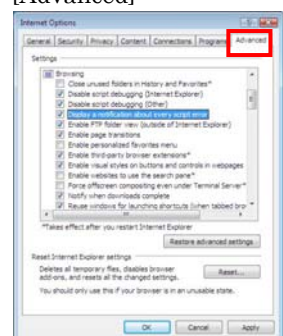 [Advanced]
Internet Options
General Security Privacy Content Connections Programs Advanced
Settings
Browsing
Close unused folders in History and Favorites*
Disable script debugging (Internet Explorer)
Disable script debugging (Other)
Display a notification about every script error
Enable FTP folder view (outside of Internet Explorer)
Enable page transitions
Enable personalized favorites menu
Enable third-party browser extensions*
Enable visual styles on buttons and controls in webpages
Enable websites to use the search pane*
Force offscreen compositing even under Terminal Server*
Notify when downloads complete
Reuse windows for launching shortcuts (when tabbed bro
*Takes effect after you restart Internet Explorer
Restore advanced settings
Reset Internet Explorer settings
Deletes all temporary files, disables browser
add-ons, and resets all the changed settings.
Reset...
You should only use this if your browser is in an unusable state.
OK Cancel Apply